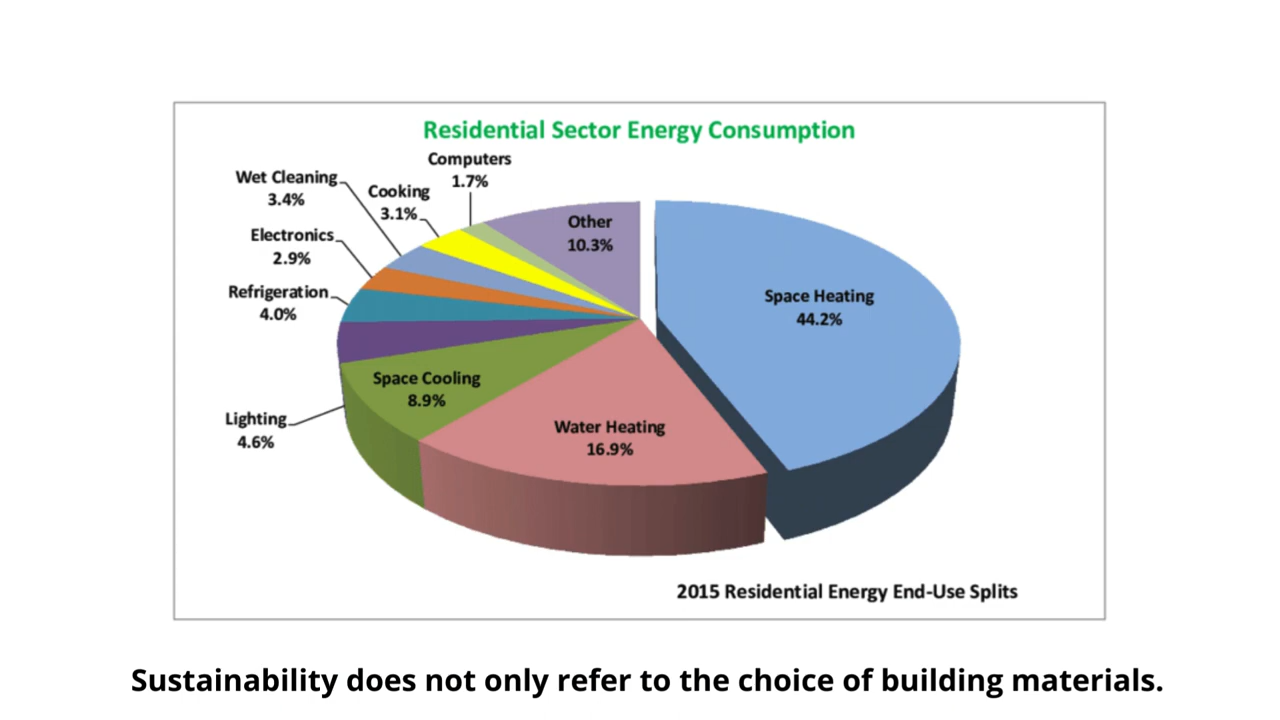 Residential Sector Energy Consumption
Computers
1.7%
Wet Cleaning
3.4%
Cooking
3.1%
Other
10.3%
Electronics
2.9%
Refrigeration
4.0%
Space Heating
44.2%
Space Cooling
8.9%
Lighting
4.6%
Water Heating
16.9%
2015 Residential Energy End-Use Splits
Sustainability does not only refer to the choice of building materials.